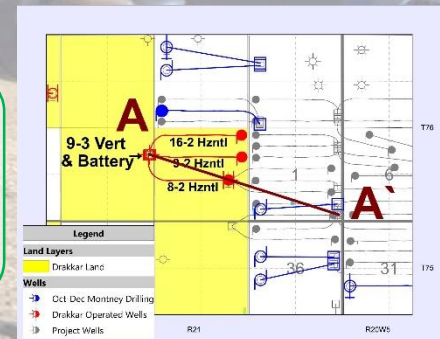 A
9-3 Vert
& Battery
16-2 Hzntl
9-2 Hzntl
8-2 Hzntl
1
6
T76
A`
36
31
T75
Legend
Land Layers
Drakkar Land
Wells
Oct-Dec Montney Drilling
Drakkar Operated Wells
Project Wells
R21
R20W5